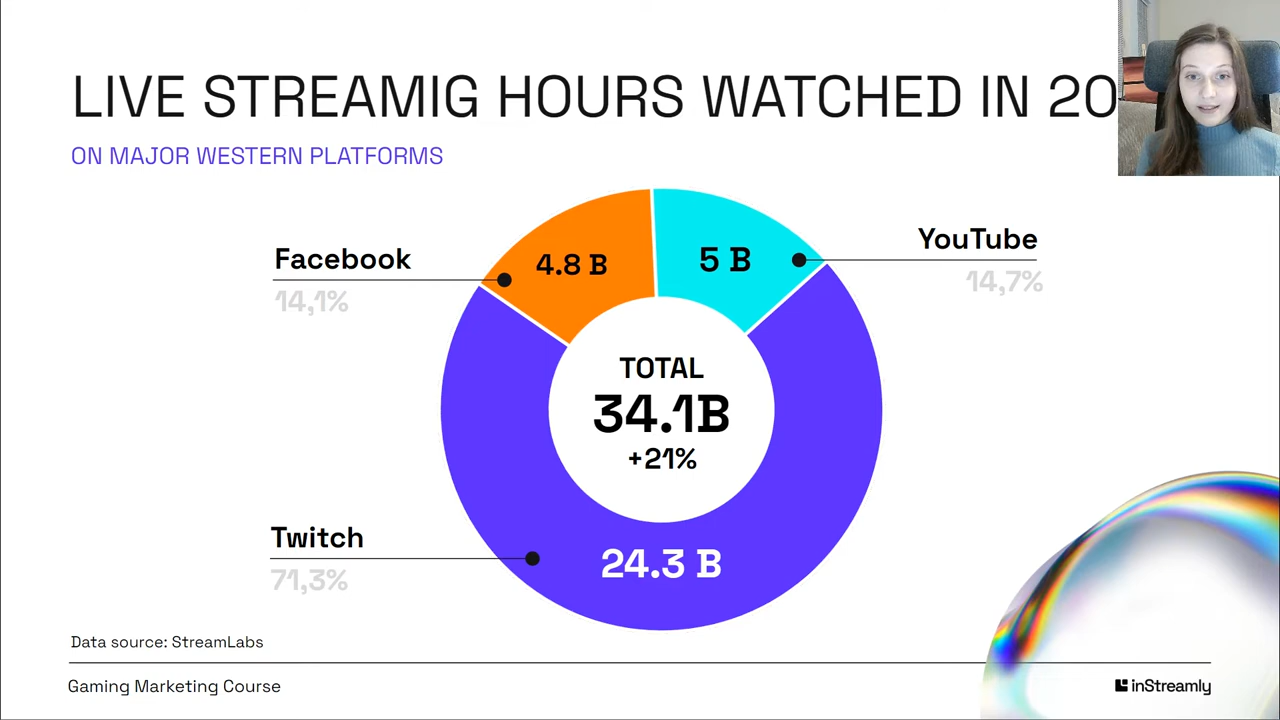 LIVE STREAMIG HOURS WATCHED IN 20
ON MAJOR WESTERN PLATFORMS
Facebook
14,1%
4.8 B
5 B
YouTube
14,7%
TOTAL
34.1B
+21%
Twitch
71,3%
24.3 B
Data source: StreamLabs
Gaming Marketing Course
inStreamly